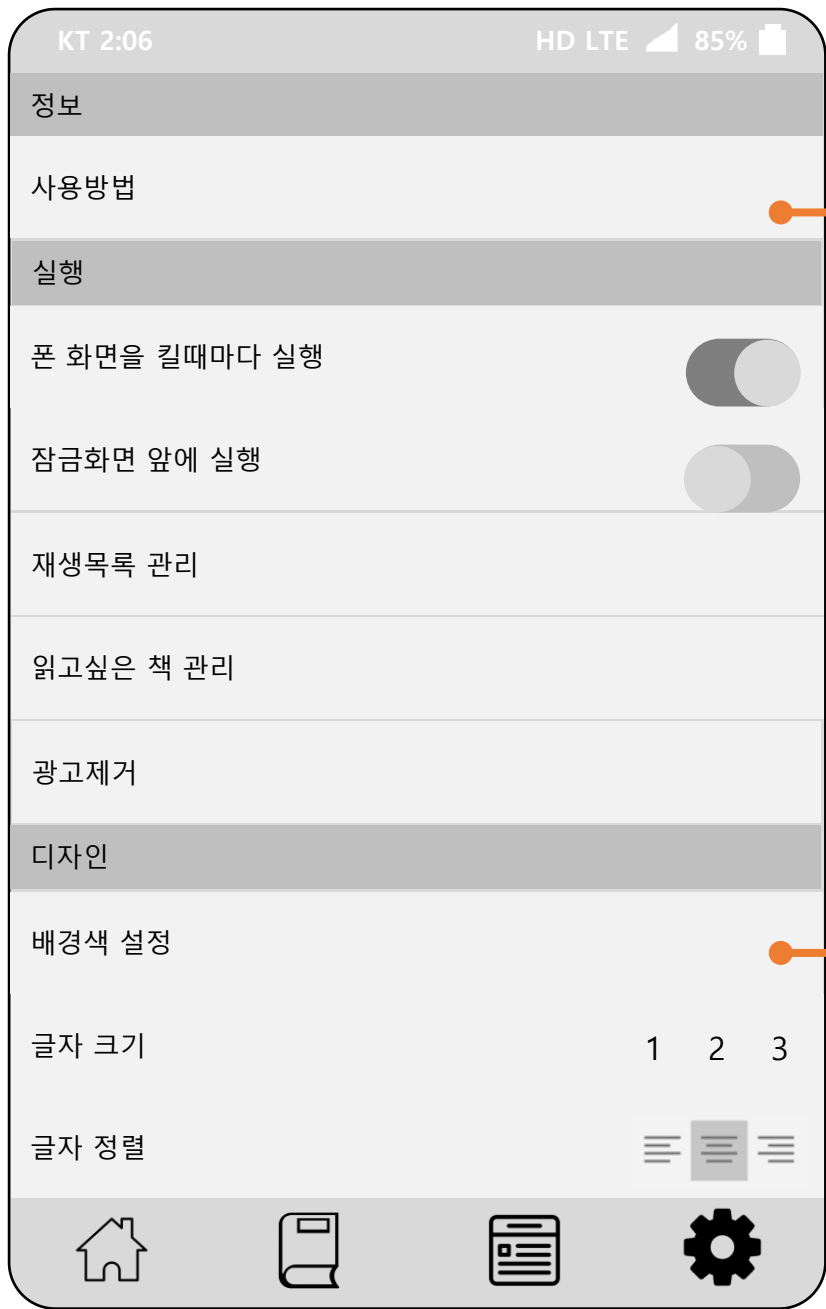 KT 2:06 HD LTE 85%
정보
사용방법
실행
폰 화면을 킬때마다 실행
잠금화면 앞에 실행
재생목록 관리
읽고싶은 책 관리
광고제거
디자인
배경색 설정
글자 크기 1 2 3
글자 정렬